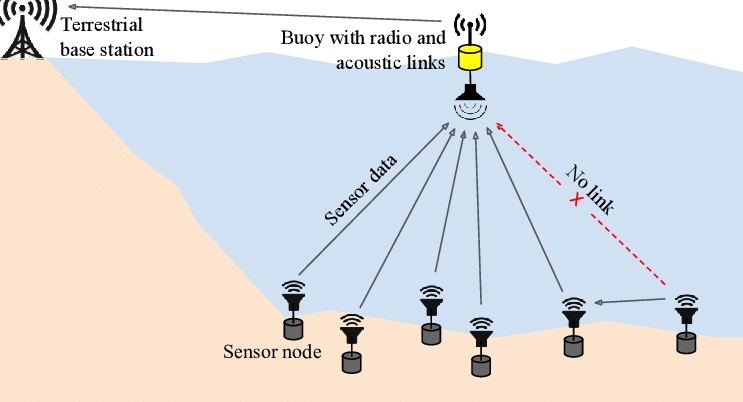 Terrestrial
base station
Buoy with radio and
acoustic links
Sensor data
No link
X
Sensor node